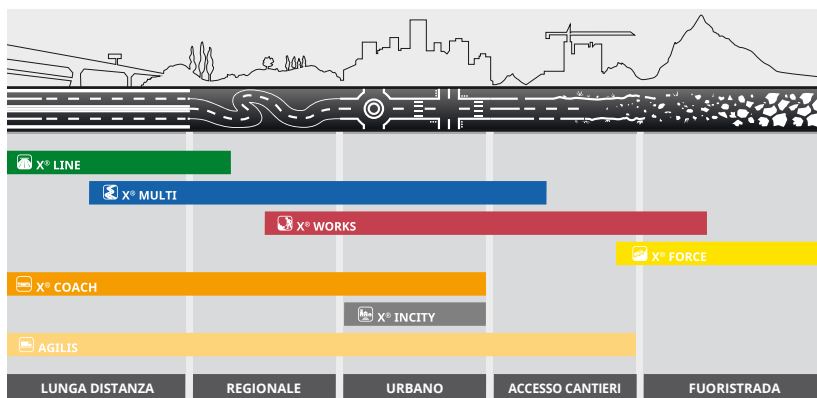 X® LINE
X® MULTI
X® WORKS
X® FORCE
X® COACH
X® INCITY
AGILIS
LUNGA DISTANZA
REGIONALE
URBANO
ACCESSO CANTIERI
FUORISTRADA